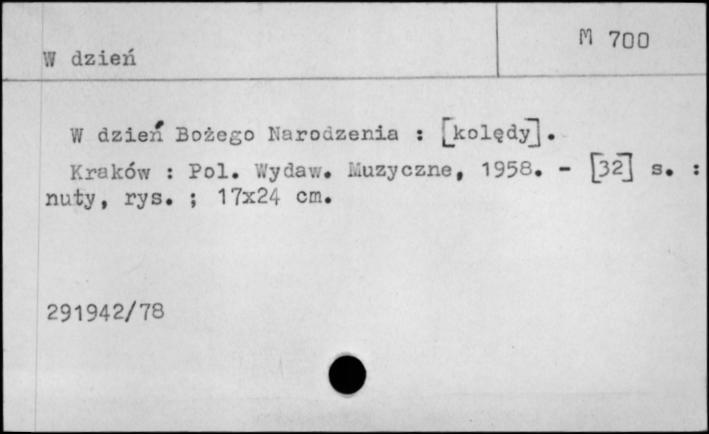 M 700
W dzień
W dzień Bożego Narodzenia : [kolędy].
Kraków : Pol. Wydaw. Muzyczne, 1958. - [32] s. :
nuty, rys. ; 17x24 cm.
291942/78